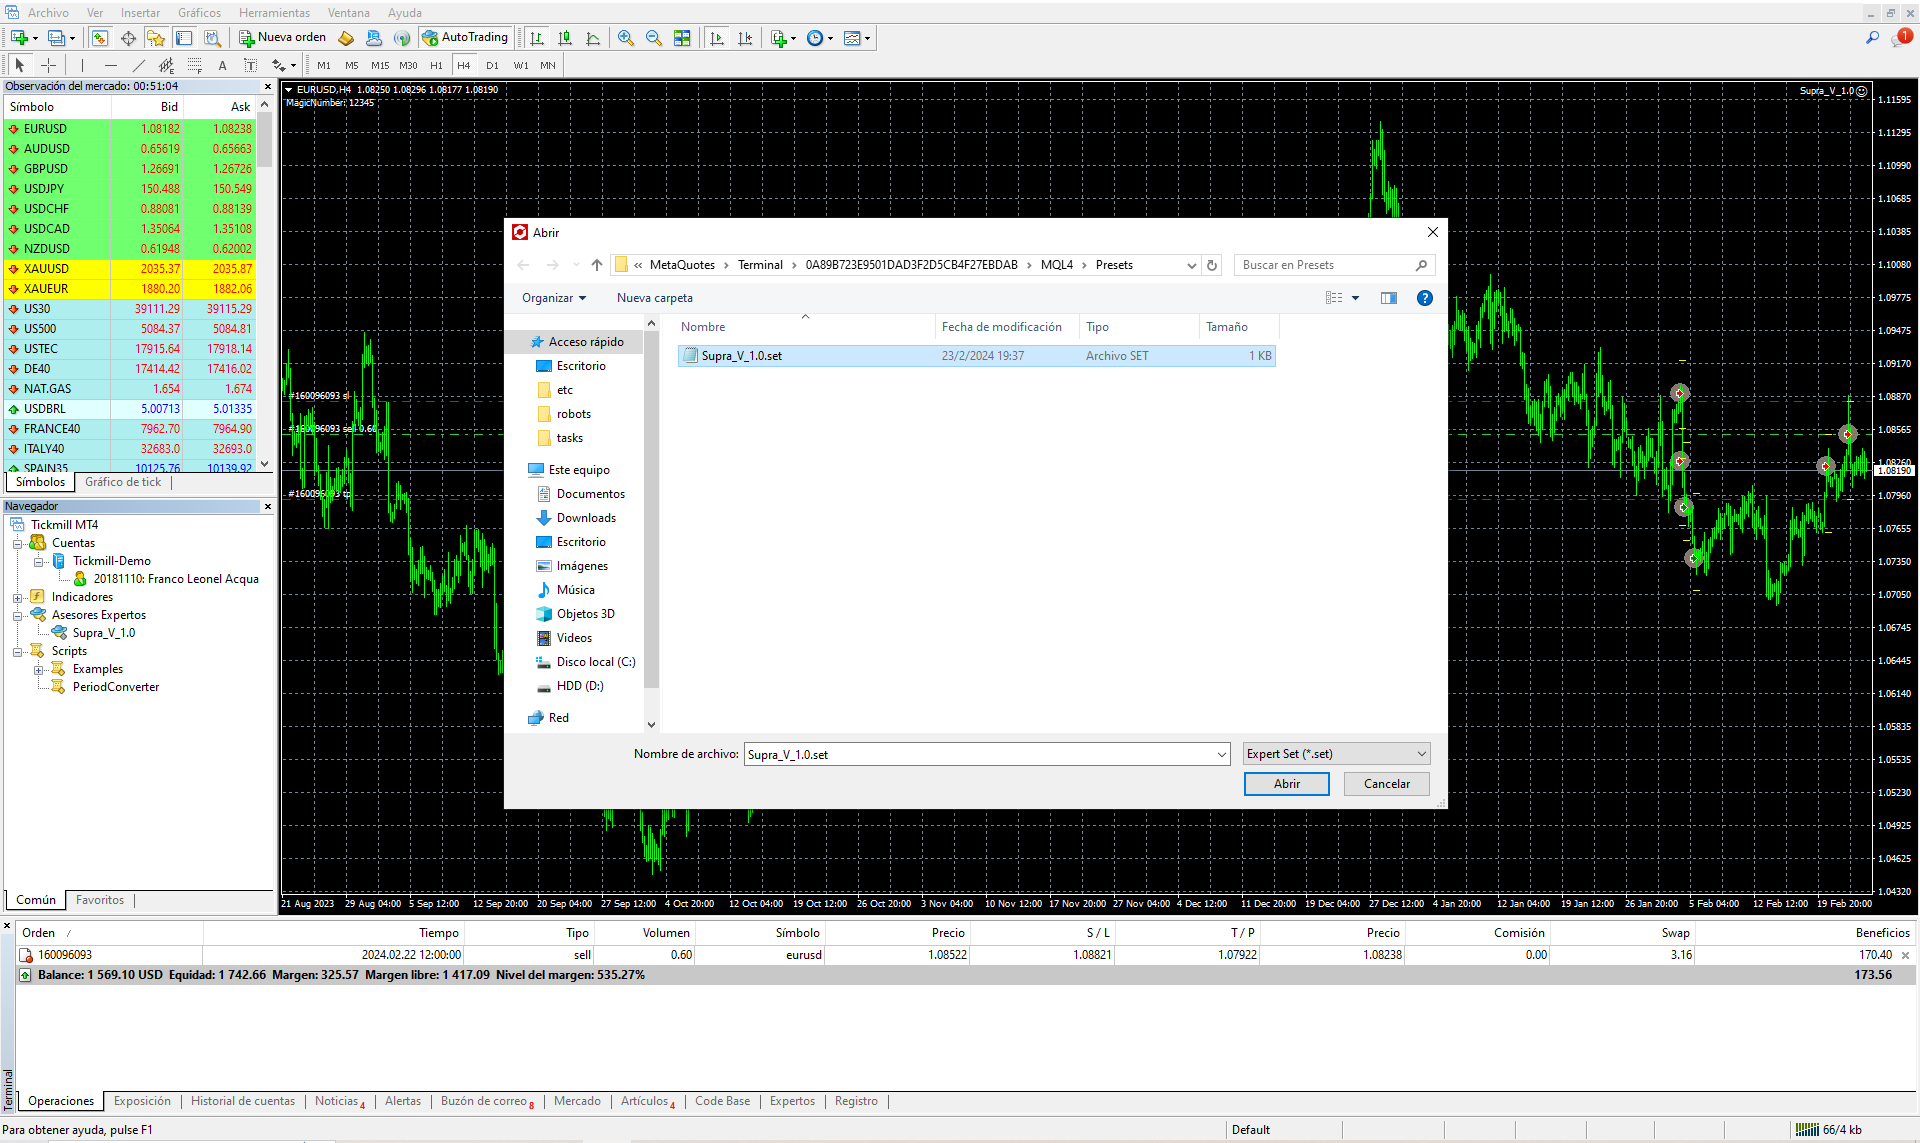 Archivo Ver Insertar Gráficos Herramientas Ventana Ayuda
Nueva orden AutoTrading 1
A T M1 M5 M15 M30 H1 H4 D1 W1 MN
Observación del mercado: 00:51:04
Símbolo Bid Ask
EURUSD 1.08182 1.08238
AUDUSD 0.65619 0.65663
GBPUSD 1.26691 1.26726
USDJPY 150.488 150.549
USDCHF 0.88081 0.88139
USDCAD 1.35064 1.35108
NZDUSD 0.61948 0.62002
XAUUSD 2035.37 2035.87
XAUEUR 1880.20 1882.06
US30 39111.29 39115.29
US500 5084.37 5084.81
USTEC 17915.64 17918.14
DE40 17414.42 17416.02
NAT.GAS 1.654 1.674
USDBRL 5.00713 5.01335
FRANCE40 7962.70 7964.90
ITALY40 32683.0 32693.0
SPAIN35 10125.76 10139.92
Símbolos Gráfico de tick
Navegador
Tickmill MT4
Cuentas
Tickmill-Demo
20181110: Franco Leonel Acqua
Indicadores
Asesores Expertos
Supra_V_1.0
Scripts
Examples
PeriodConverter
Común Favoritos
EURUSD,H4 1.08250 1.08296 1.08177 1.08190
MagicNumber: 12345
Supra_V_1.0
#160096093 sl
#160096093 sell 0.60
#160096093 tp
1.11595
1.11295
1.10990
1.10685
1.10385
1.10080
1.09775
1.09475
1.09170
1.08870
1.08565
1.08260
1.08190
1.07960
1.07655
1.07350
1.07050
1.06745
1.06445
1.06140
1.05835
1.05535
1.05230
1.04925
1.04625
1.04320
21 Aug 2023 29 Aug 04:00 5 Sep 12:00 12 Sep 20:00 20 Sep 04:00 27 Sep 12:00 4 Oct 20:00 12 Oct 04:00 19 Oct 12:00 26 Oct 20:00 3 Nov 04:00 10 Nov 12:00 17 Nov 20:00 27 Nov 04:00 4 Dec 12:00 11 Dec 20:00 19 Dec 04:00 27 Dec 12:00 4 Jan 20:00 12 Jan 04:00 19 Jan 12:00 26 Jan 20:00 5 Feb 04:00 12 Feb 12:00 19 Feb 20:00
Abrir
« MetaQuotes › Terminal › 0A89B723E9501DAD3F2D5CB4F27EBDAB › MQL4 › Presets
Buscar en Presets
Organizar Nueva carpeta
Nombre Fecha de modificación Tipo Tamaño
Supra_V_1.0.set 23/2/2024 19:37 Archivo SET 1 KB
Acceso rápido
Escritorio
etc
robots
tasks
Este equipo
Documentos
Downloads
Escritorio
Imágenes
Música
Objetos 3D
Videos
Disco local (C:)
HDD (D:)
Red
Nombre de archivo: Supra_V_1.0.set Expert Set (*.set)
Abrir Cancelar
Orden / Tiempo Tipo Volumen Símbolo Precio S / L T / P Precio Comisión Swap Beneficios
160096093 2024.02.22 12:00:00 sell 0.60 eurusd 1.08522 1.08821 1.07922 1.08238 0.00 3.16 170.40
Balance: 1 569.10 USD Equidad: 1 742.66 Margen: 325.57 Margen libre: 1 417.09 Nivel del margen: 535.27% 173.56
Terminal
Operaciones Exposición Historial de cuentas Noticias 4 Alertas Buzón de correo 8 Mercado Artículos 4 Code Base Expertos Registro
Para obtener ayuda, pulse F1 Default 66/4 kb